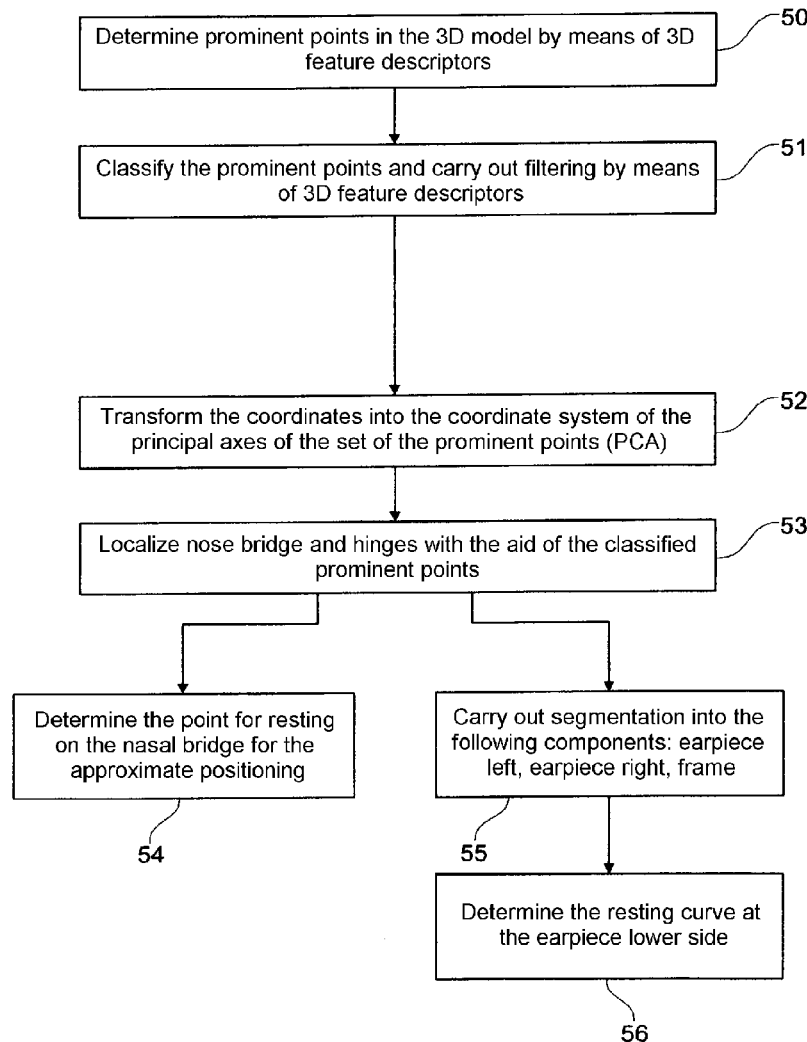 50
Determine prominent points in the 3D model by means of 3D
feature descriptors
51
Classify the prominent points and carry out filtering by means
of 3D feature descriptors
52
Transform the coordinates into the coordinate system of the
principal axes of the set of the prominent points (PCA)
53
Localize nose bridge and hinges with the aid of the classified
prominent points
Determine the point for resting
on the nasal bridge for the
approximate positioning
54
Carry out segmentation into the
following components: earpiece
left, earpiece right, frame
55
Determine the resting curve at
the earpiece lower side
56